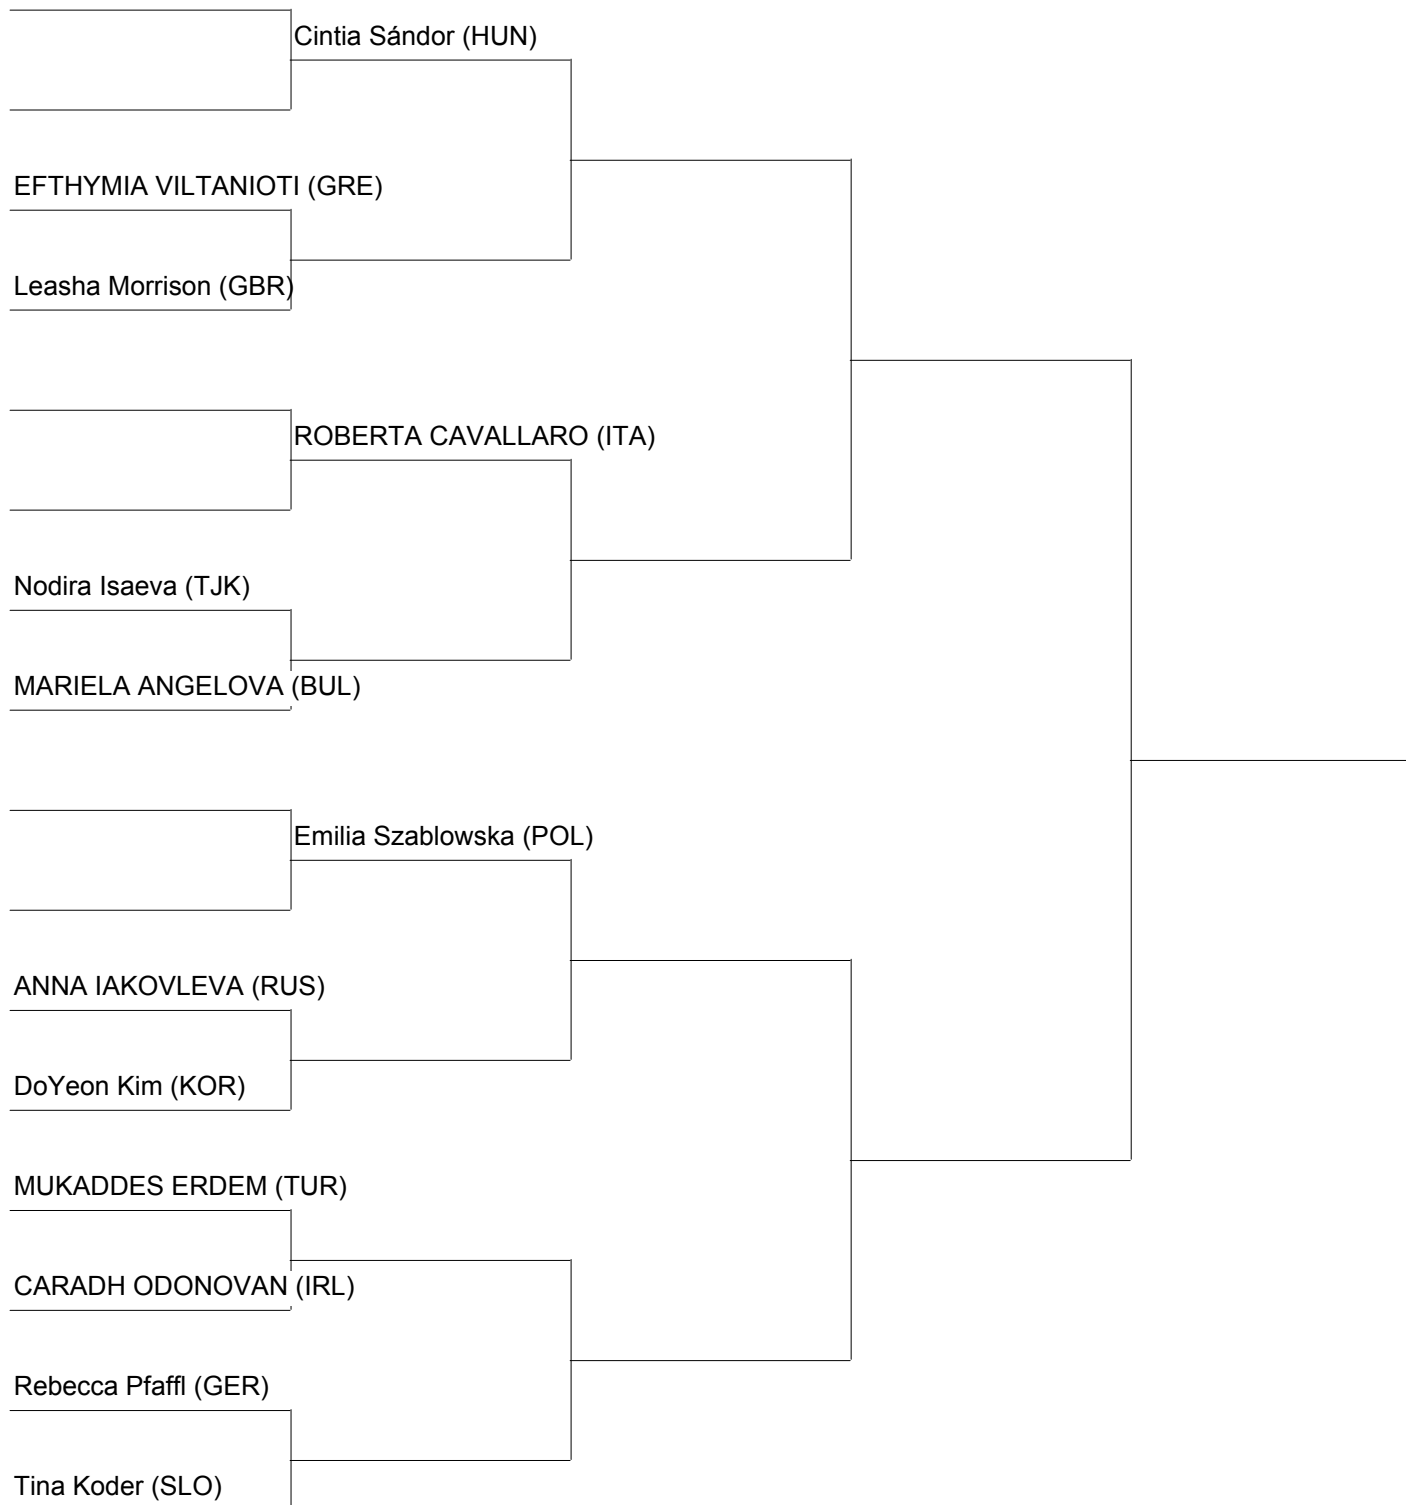 Cintia Sándor (HUN)
EFTHYMIA VILTANIOTI (GRE)
Leasha Morrison (GBR)
ROBERTA CAVALLARO (ITA)
Nodira Isaeva (TJK)
MARIELA ANGELOVA (BUL)
Emilia Szablowska (POL)
ANNA IAKOVLEVA (RUS)
DoYeon Kim (KOR)
MUKADDES ERDEM (TUR)
CARADH ODONOVAN (IRL)
Rebecca Pfaffl (GER)
Tina Koder (SLO)